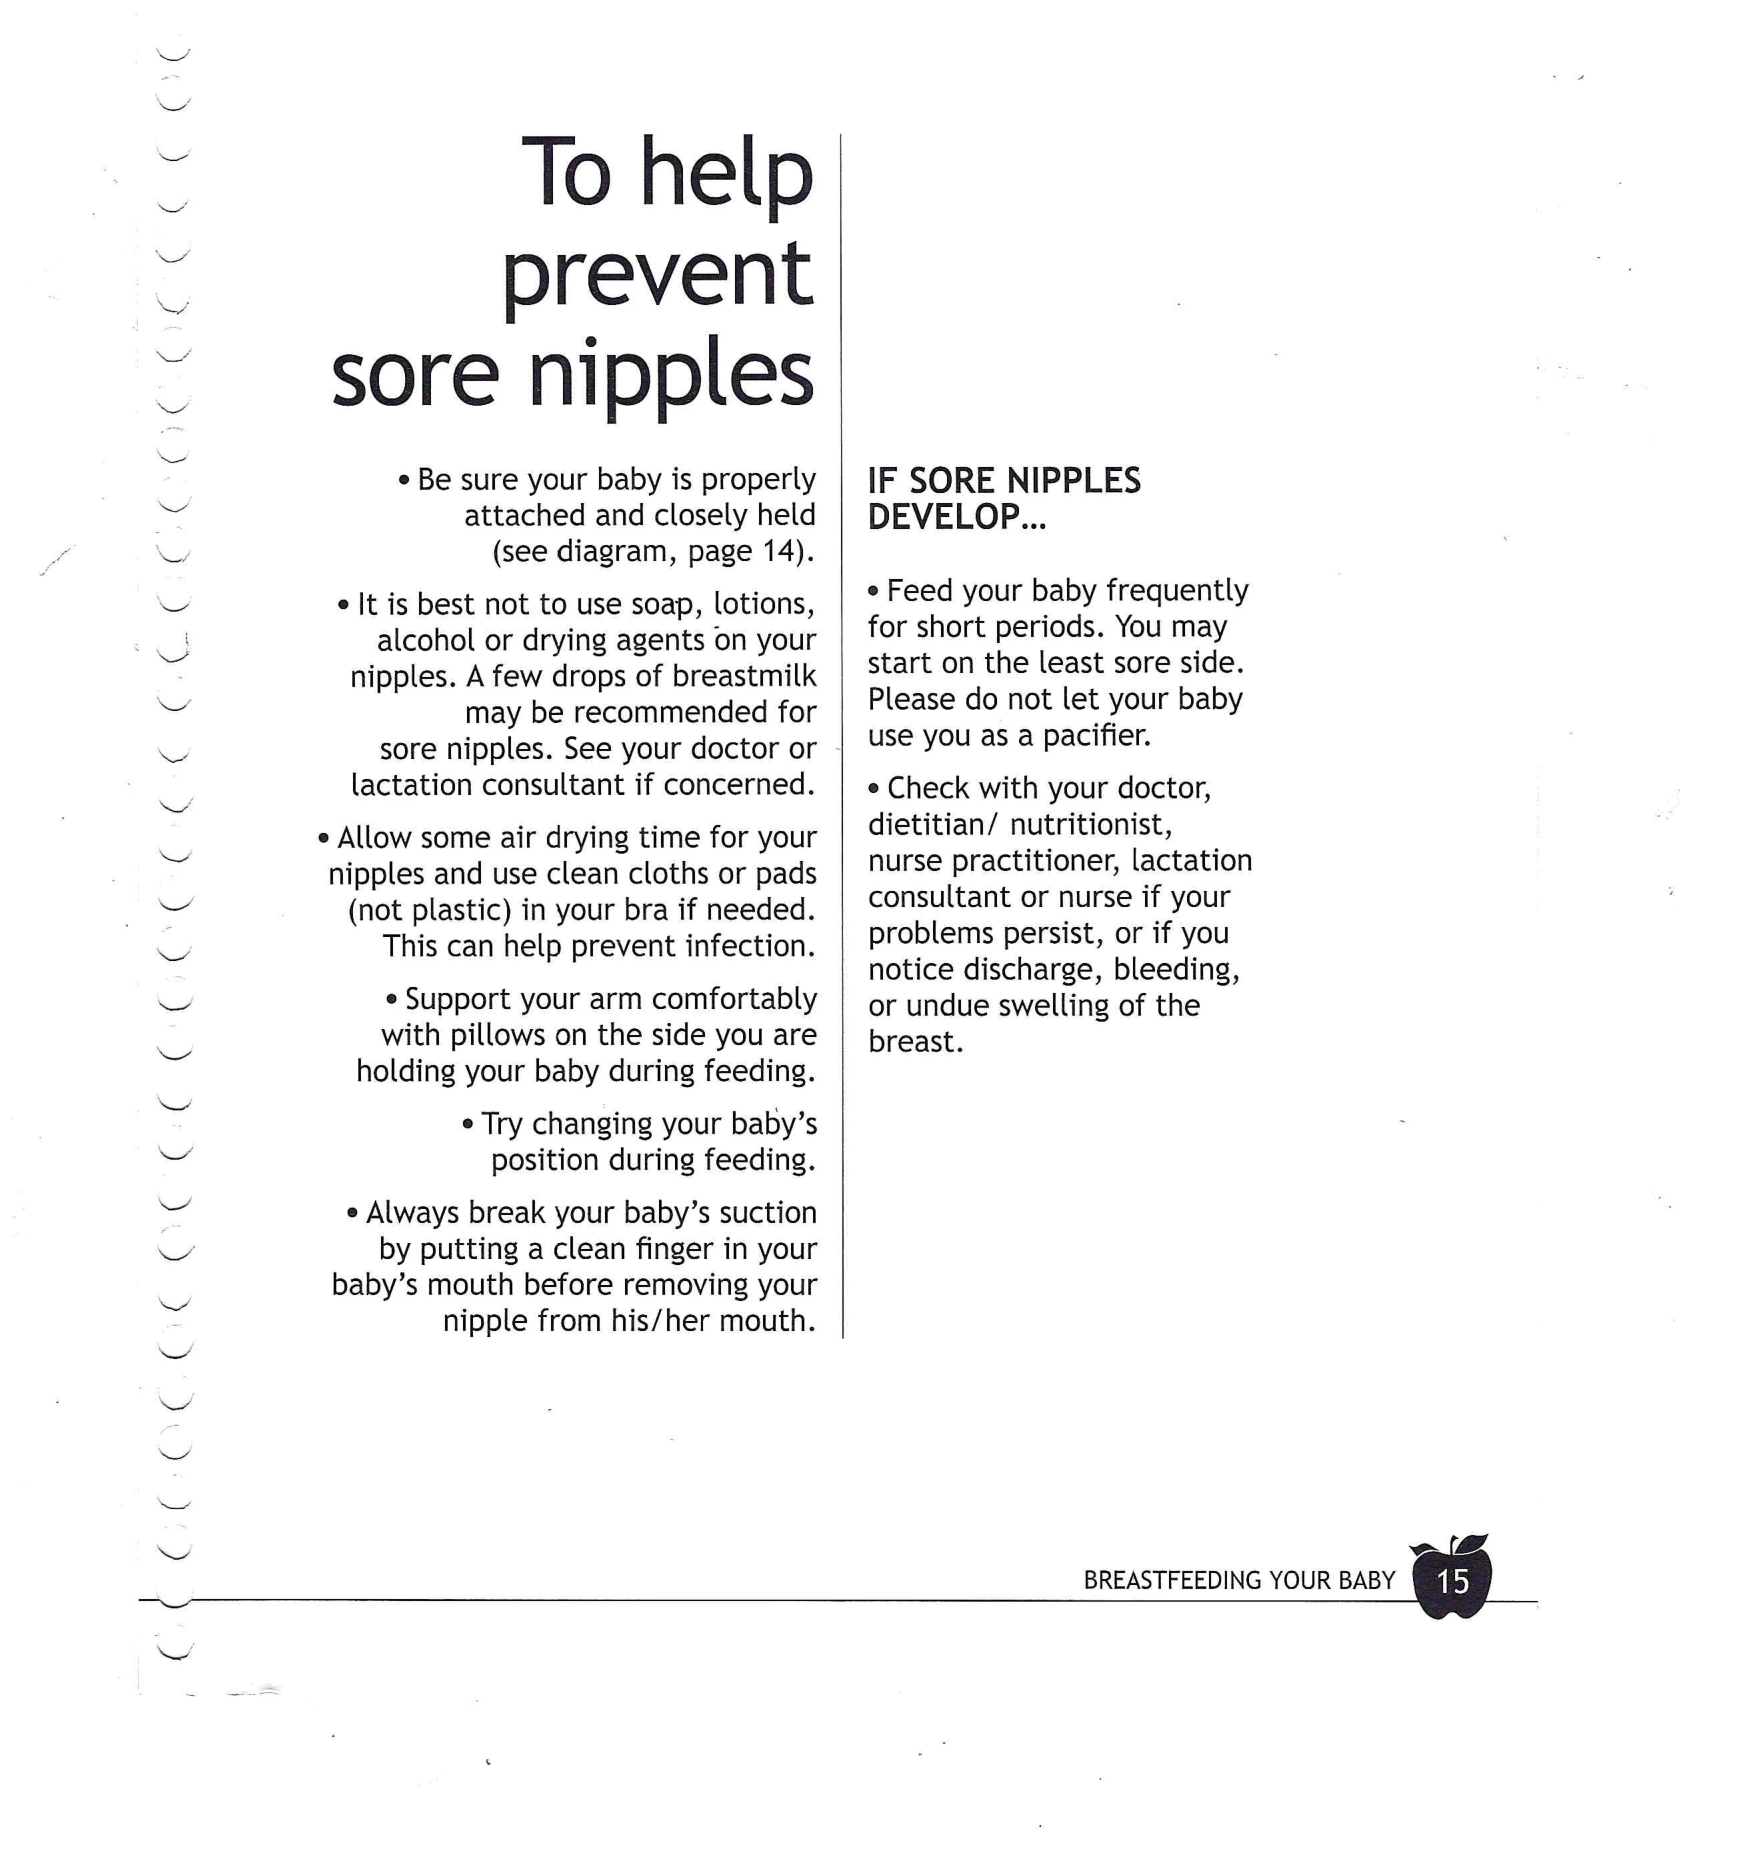 To help
prevent
sore nipples
• Be sure your baby is properly
attached and closely held
(see diagram, page 14).
• It is best not to use soap, lotions,
alcohol or drying agents on your
nipples. A few drops of breastmilk
may be recommended for
sore nipples. See your doctor or
lactation consultant if concerned.
• Allow some air drying time for your
nipples and use clean cloths or pads
(not plastic) in your bra if needed.
This can help prevent infection.
• Support your arm comfortably
with pillows on the side you are
holding your baby during feeding.
• Try changing your baby's
position during feeding.
• Always break your baby's suction
by putting a clean finger in your
baby's mouth before removing your
nipple from his/her mouth.
IF SORE NIPPLES
DEVELOP...
• Feed your baby frequently
for short periods. You may
start on the least sore side.
Please do not let your baby
use you as a pacifier.
• Check with your doctor,
dietitian/ nutritionist,
nurse practitioner, lactation
consultant or nurse if your
problems persist, or if you
notice discharge, bleeding,
or undue swelling of the
breast.
BREASTFEEDING YOUR BABY 15